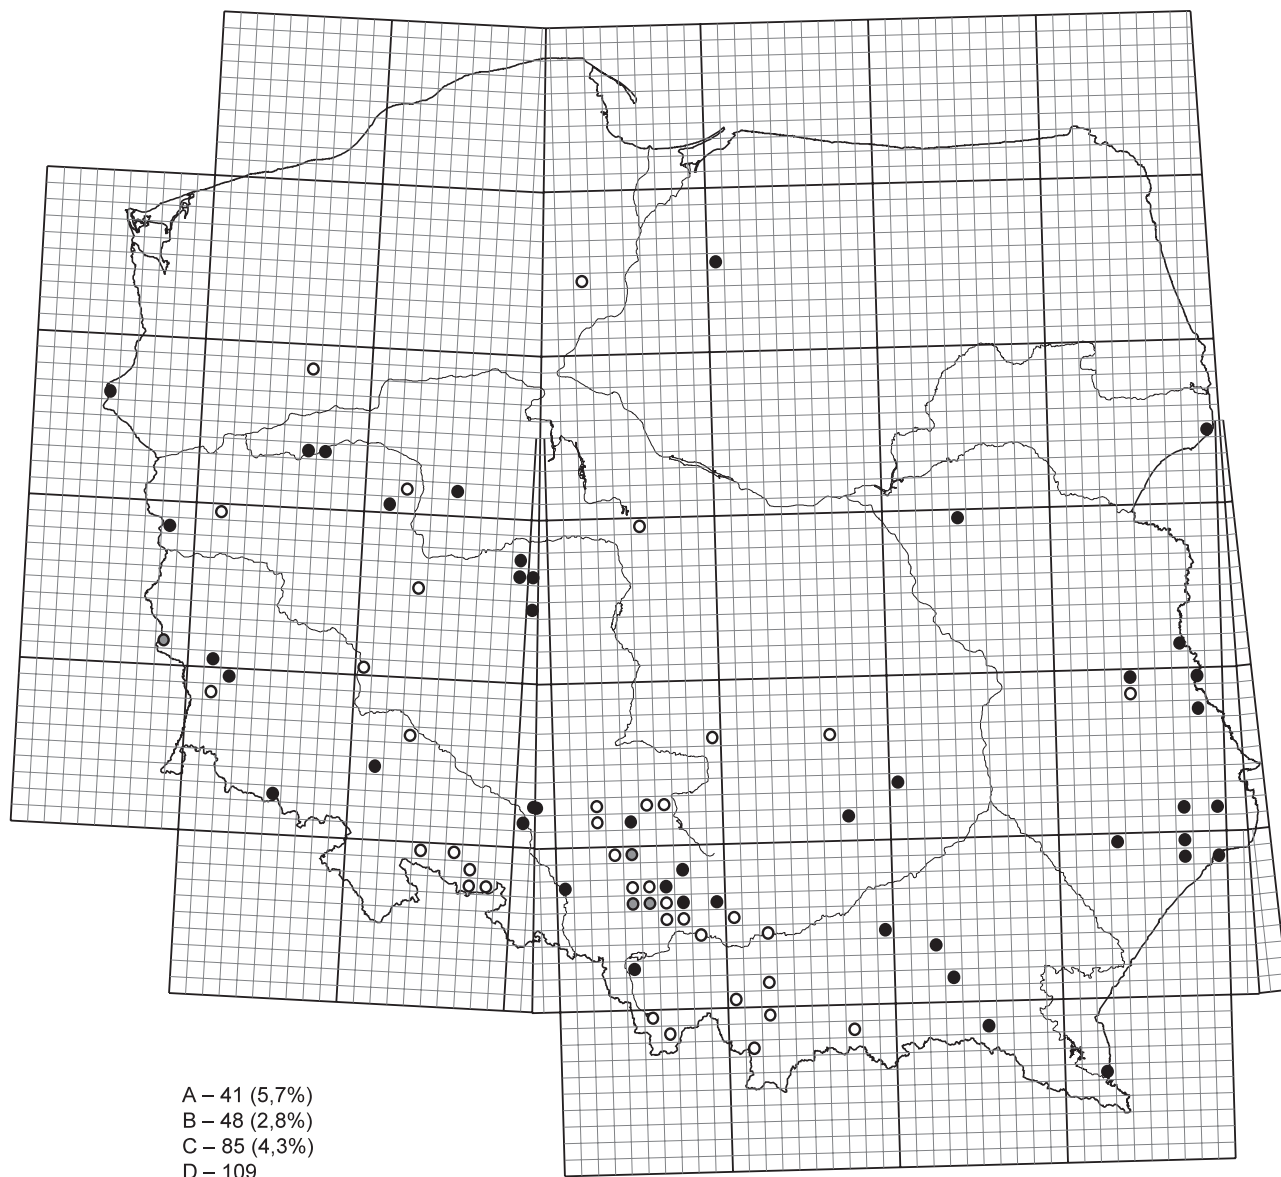 A – 41 (5,7%)
B – 48 (2,8%)
C – 85 (4,3%)
D – 109